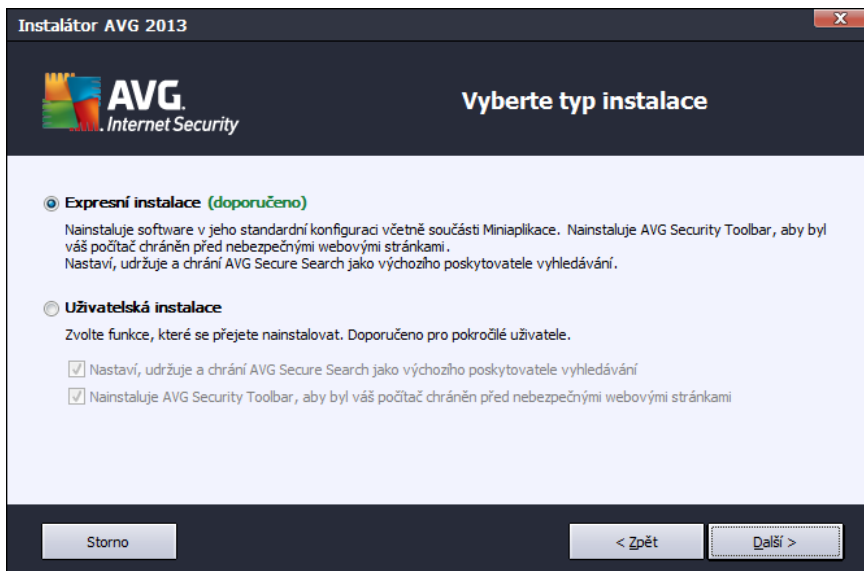 Instalátor AVG 2013
X
AVG.
Internet Security
Vyberte typ instalace
Expresní instalace (doporučeno)
Nainstaluje software v jeho standardní konfiguraci včetně součásti Miniaplikace. Nainstaluje AVG Security Toolbar, aby byl
váš počítač chráněn před nebezpečnými webovými stránkami.
Nastaví, udržuje a chrání AVG Secure Search jako výchozího poskytovatele vyhledávání.
Uživatelská instalace
Zvolte funkce, které se přejete nainstalovat. Doporučeno pro pokročilé uživatele.
Nastaví, udržuje a chrání AVG Secure Search jako výchozího poskytovatele vyhledávání
Nainstaluje AVG Security Toolbar, aby byl váš počítač chráněn před nebezpečnými webovými stránkami
Storno
< Zpět
Další >